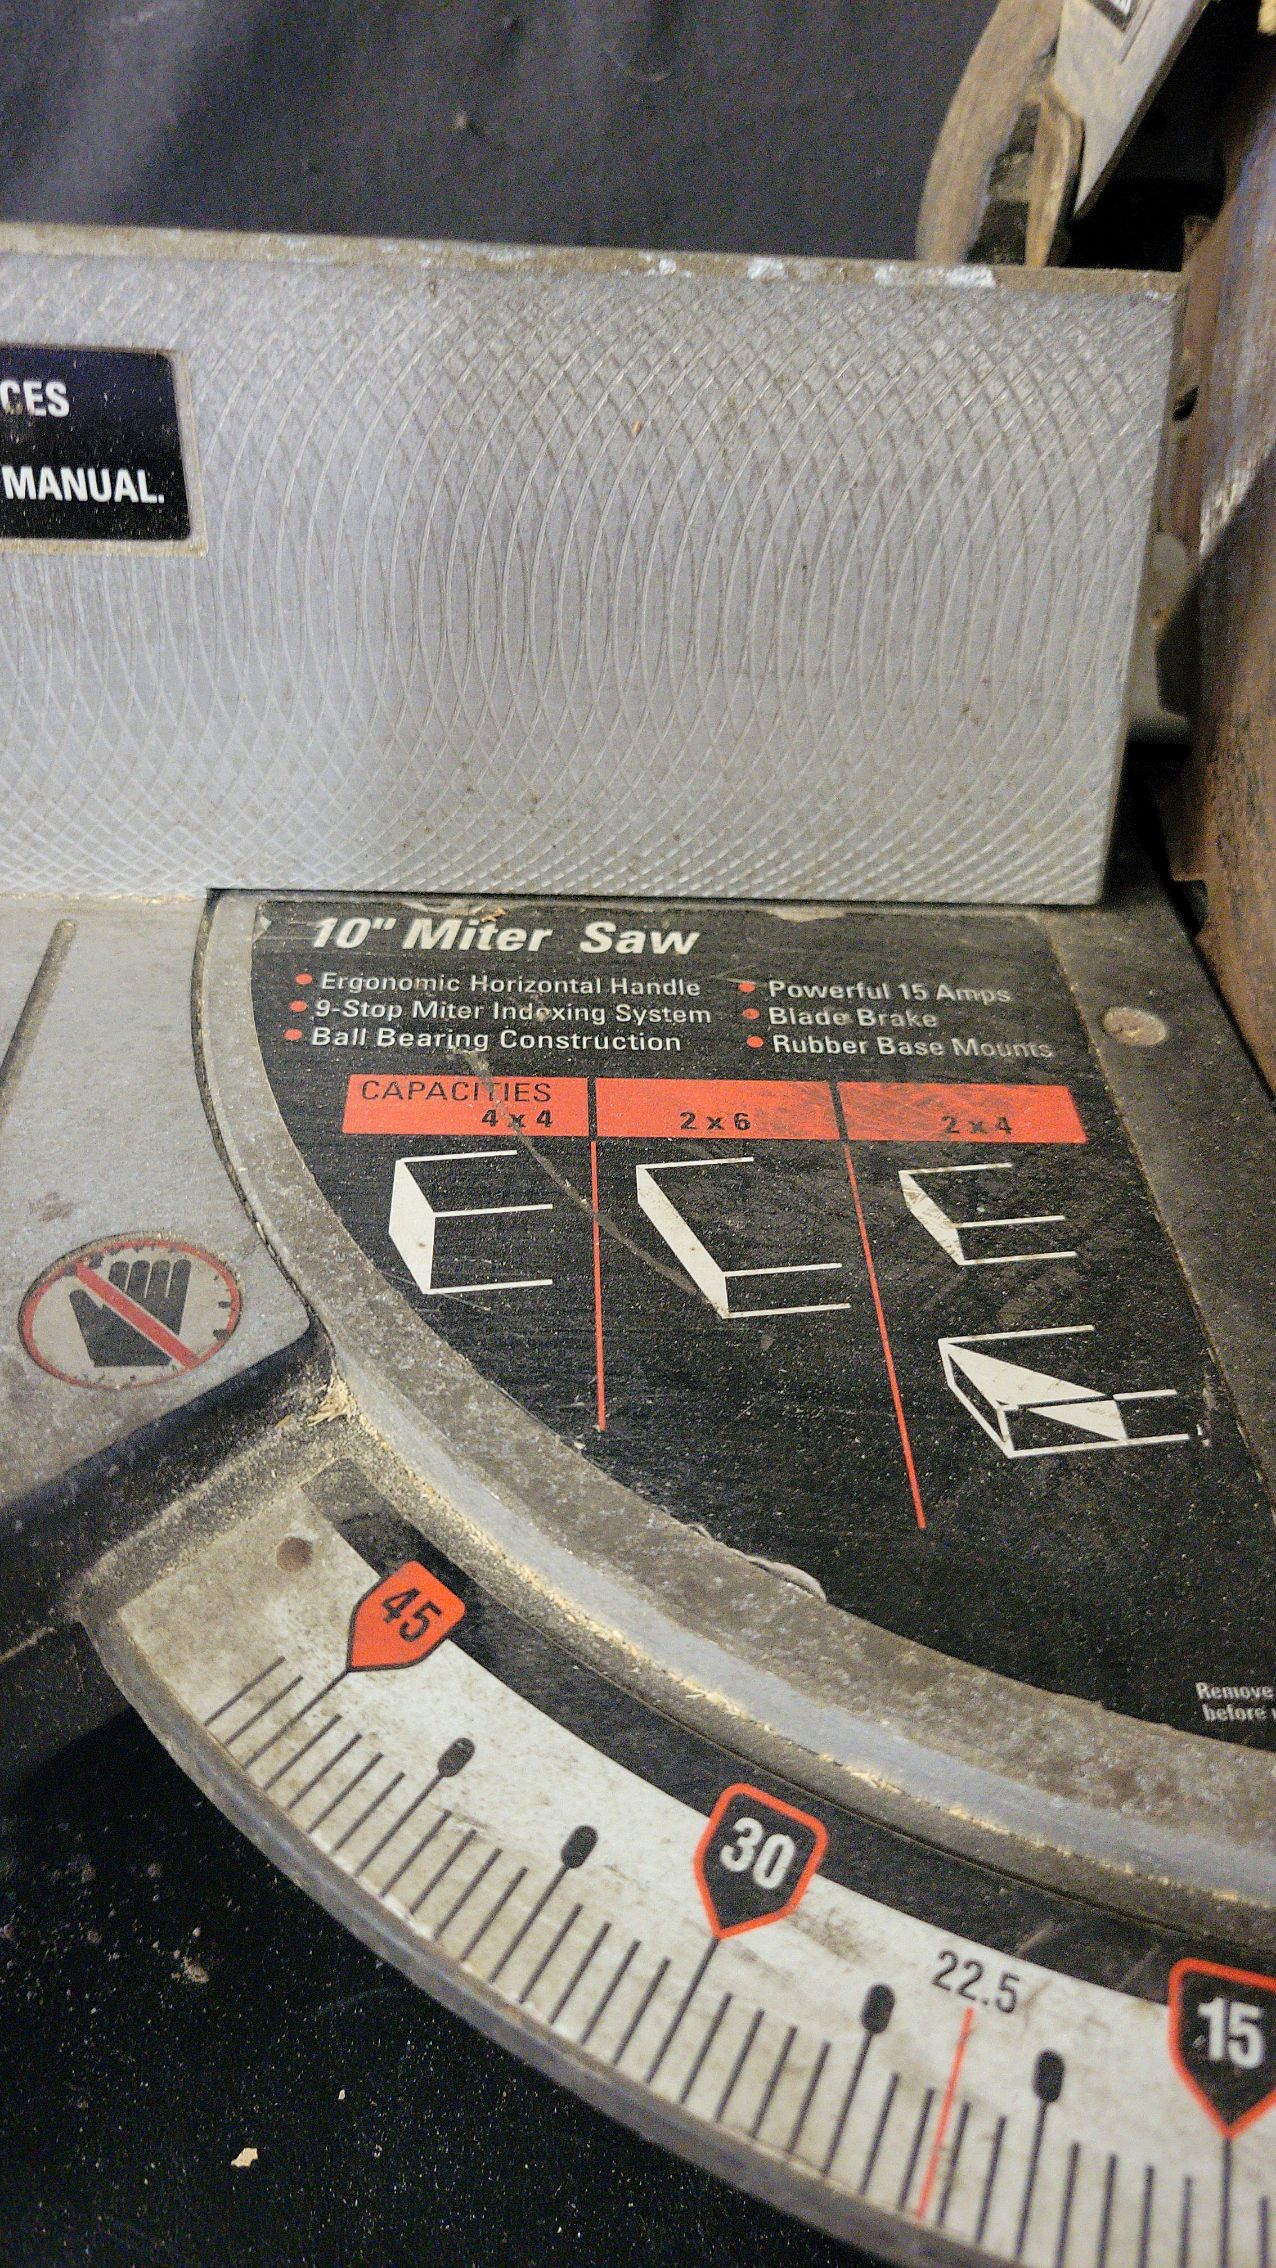 CES
MANUAL.
10" Miter Saw
Ergonomic Horizontal Handle
9-Stop Miter Indexing System
Ball Bearing Construction
Powerful 15 Amps
Blade Brake
Rubber Base Mounts
CAPACITIES
4 x 4
2 x 6
2 x 4
Remove
before
45
30
22.5
15